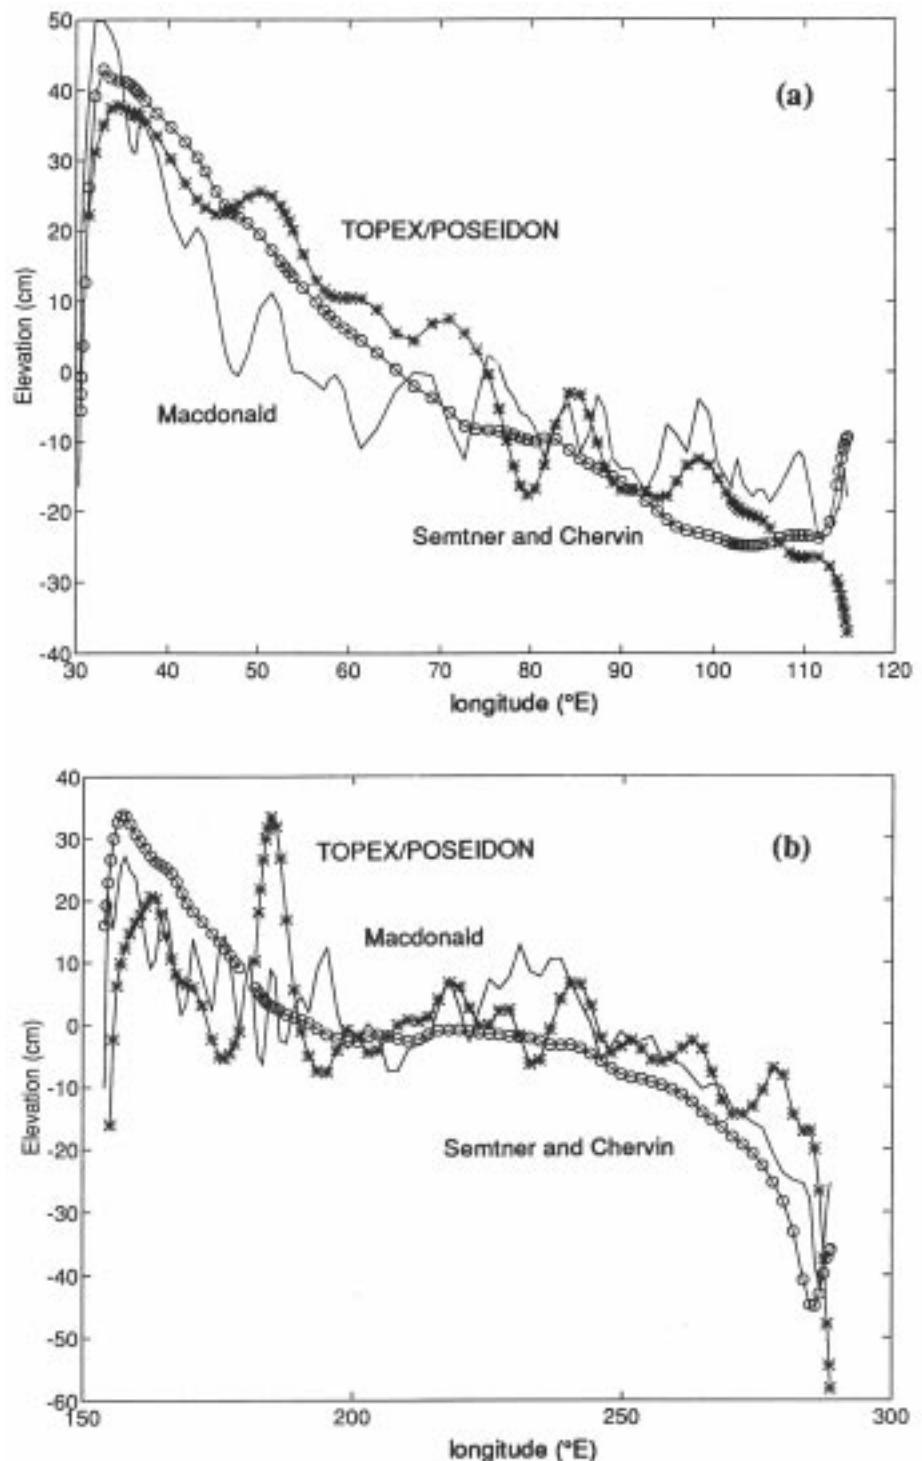 50
40
30
20
10
0
-10
-20
-30
-40
Elevation (cm)
(a)
TOPEX/POSEIDON
Macdonald
Semtner and Chervin
30 40 50 60 70 80 90 100 110 120
longitude (°E)
40
30
20
10
0
-10
-20
-30
-40
-50
-60
Elevation (cm)
TOPEX/POSEIDON
(b)
Macdonald
Semtner and Chervin
150 200 250 300
longitude (°E)